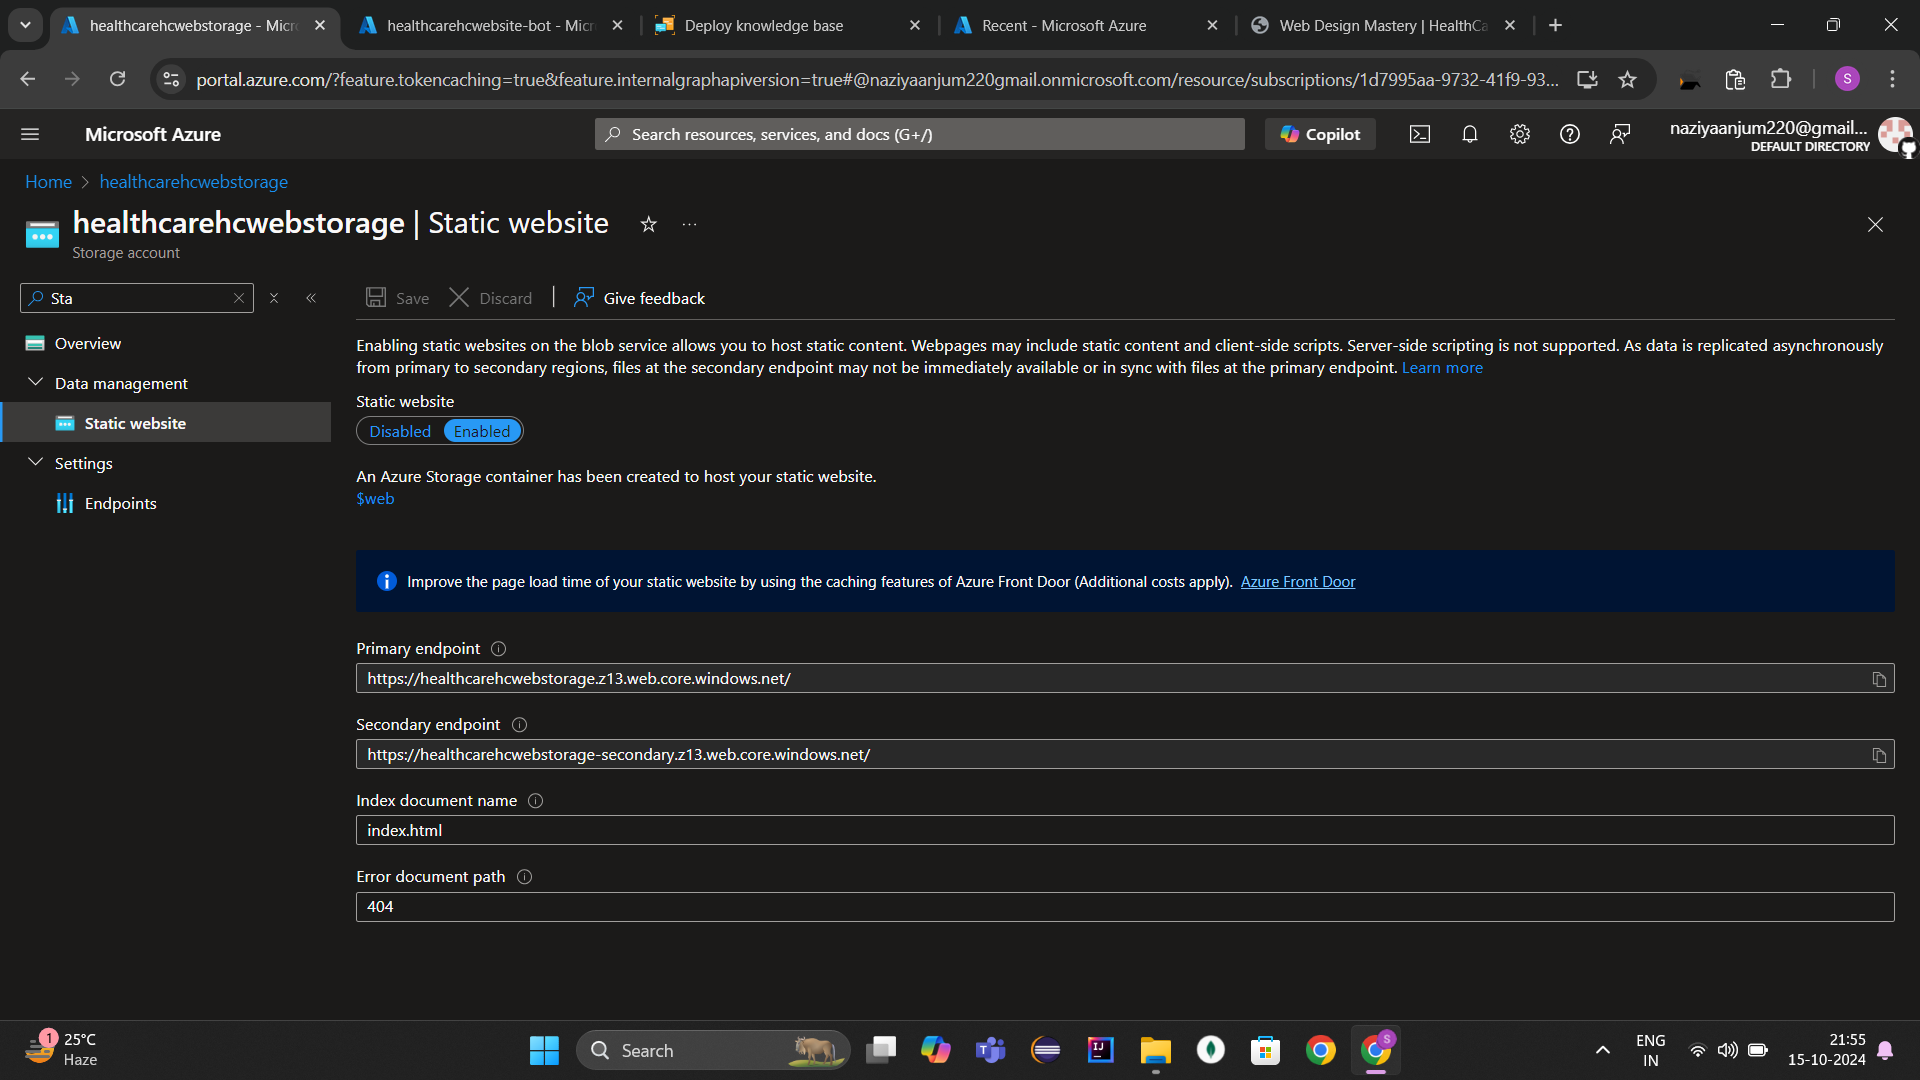 healthcarehcwebstorage - Micr
healthcarehcwebsite-bot - Micr
Deploy knowledge base
Recent - Microsoft Azure
Web Design Mastery | HealthCa
portal.azure.com/?feature.tokencaching=true&feature.internalgraphapiversion=true#@naziyaanjum220gmail.onmicrosoft.com/resource/subscriptions/1d7995aa-9732-41f9-93...
S
Microsoft Azure
Search resources, services, and docs (G+/)
Copilot
naziyaanjum220@gmail...
DEFAULT DIRECTORY
Home > healthcarehcwebstorage
healthcarehcwebstorage | Static website
Storage account
Sta
Save
Discard
Give feedback
Overview
Data management
Static website
Settings
Endpoints
Enabling static websites on the blob service allows you to host static content. Webpages may include static content and client-side scripts. Server-side scripting is not supported. As data is replicated asynchronously
from primary to secondary regions, files at the secondary endpoint may not be immediately available or in sync with files at the primary endpoint. Learn more
Static website
Disabled Enabled
An Azure Storage container has been created to host your static website.
$web
Improve the page load time of your static website by using the caching features of Azure Front Door (Additional costs apply). Azure Front Door
Primary endpoint
https://healthcarehcwebstorage.z13.web.core.windows.net/
Secondary endpoint
https://healthcarehcwebstorage-secondary.z13.web.core.windows.net/
Index document name
index.html
Error document path
404
1
25°C
Haze
Search
S
ENG
IN
21:55
15-10-2024